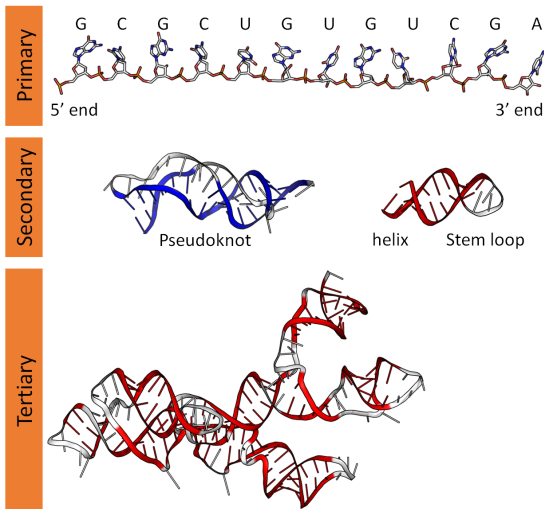 Primary
G C G C U G U G U C G A
5’ end 3’ end
Secondary
Pseudoknot helix Stem loop
Tertiary